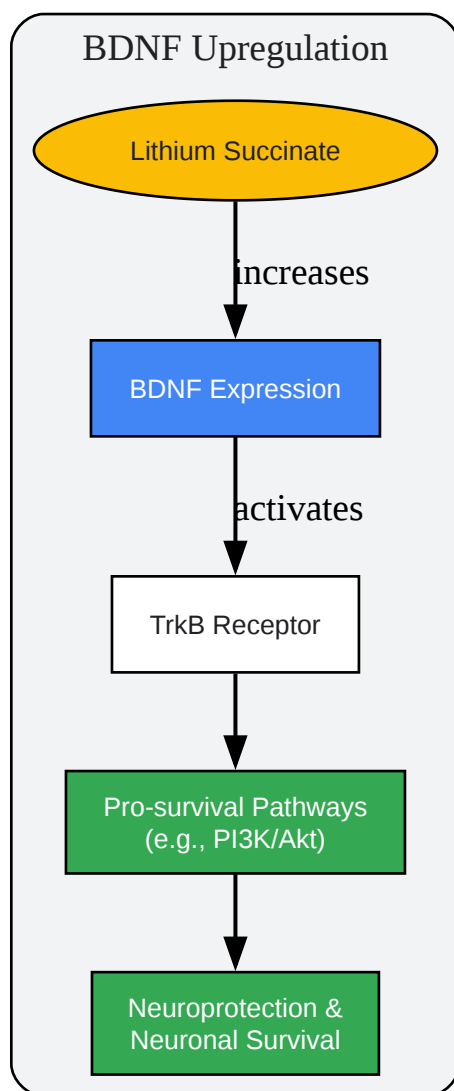 BDNF Upregulation
Lithium Succinate
increases
BDNF Expression
activates
TrkB Receptor
Pro-survival Pathways
(e.g., PI3K/Akt)
Neuroprotection &
Neuronal Survival